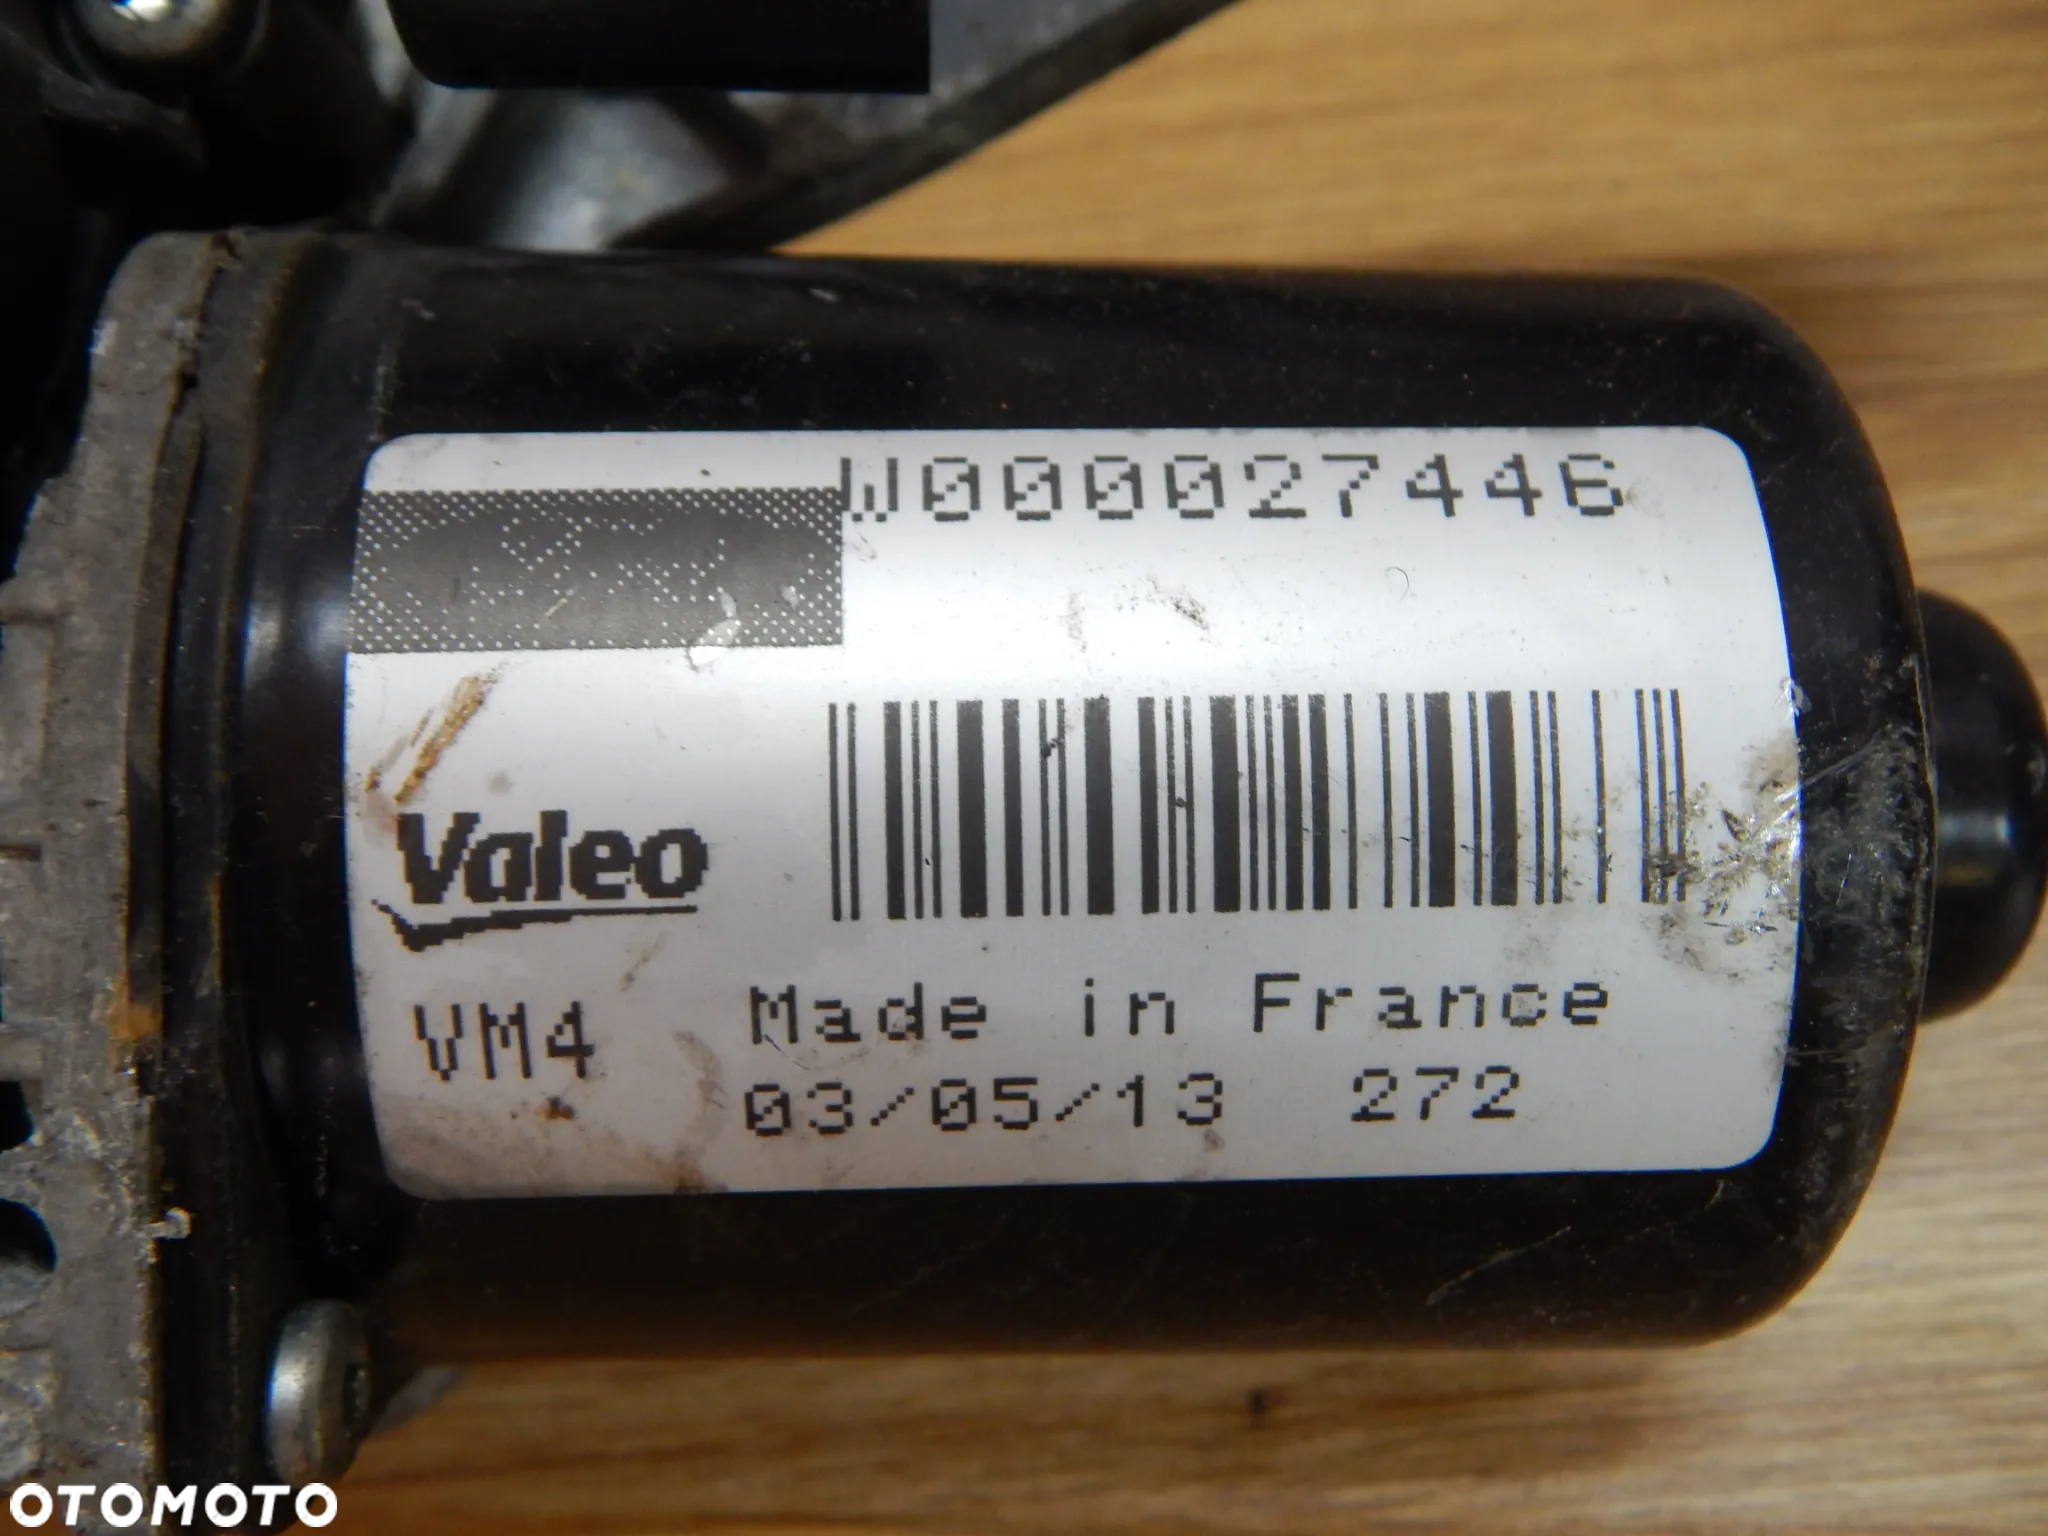 W000027446
Valeo
VM4 Made in France
03/05/13 272
OTOMOTO